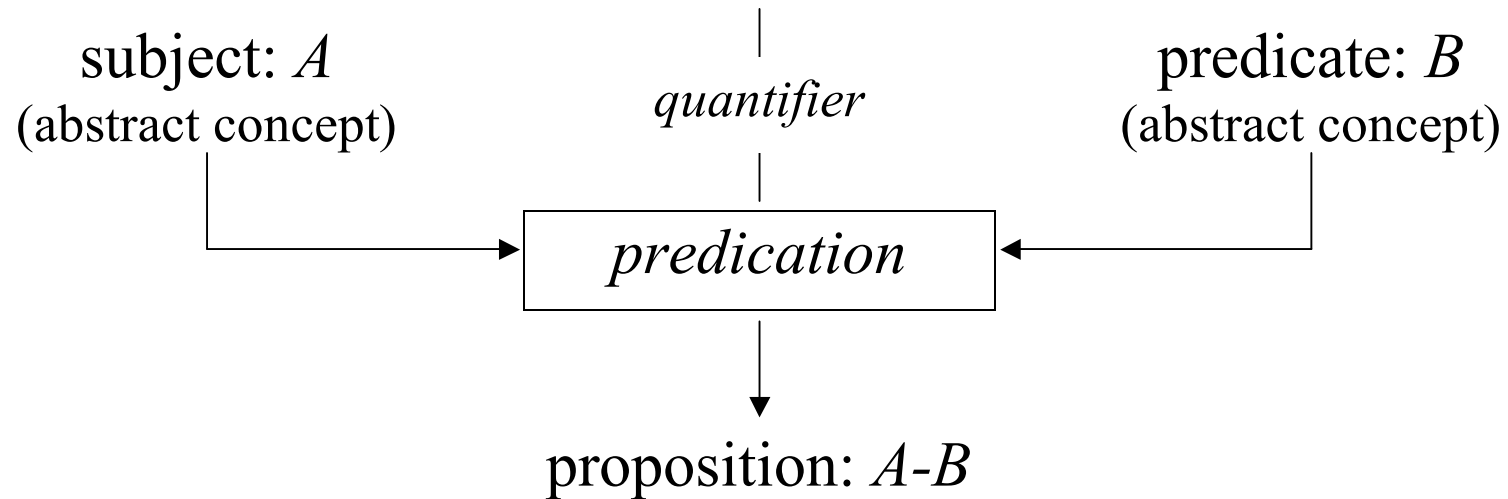 subject: A
(abstract concept)
quantifier
predicate: B
(abstract concept)
predication
proposition: A-B